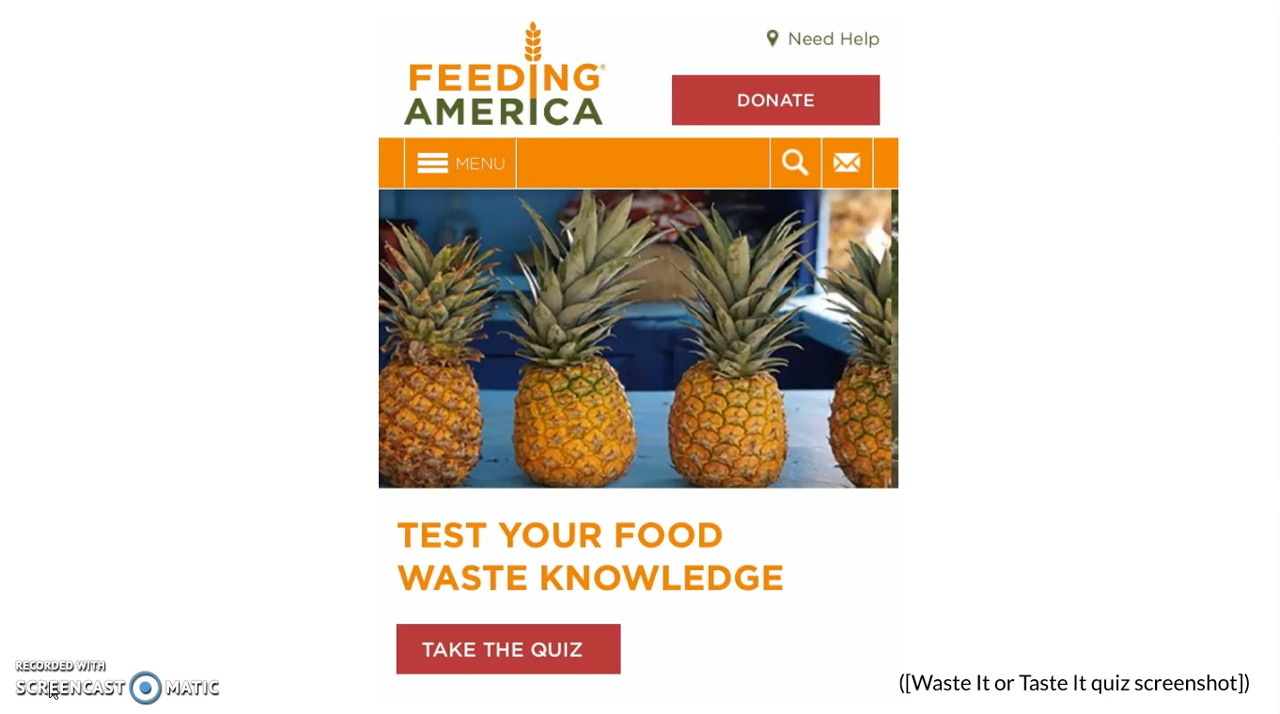 FEEDING
AMERICA
Need Help
DONATE
MENU
TEST YOUR FOOD
WASTE KNOWLEDGE
TAKE THE QUIZ
RECORDED WITH
SCREENCAST MATIC
([Waste It or Taste It quiz screenshot])